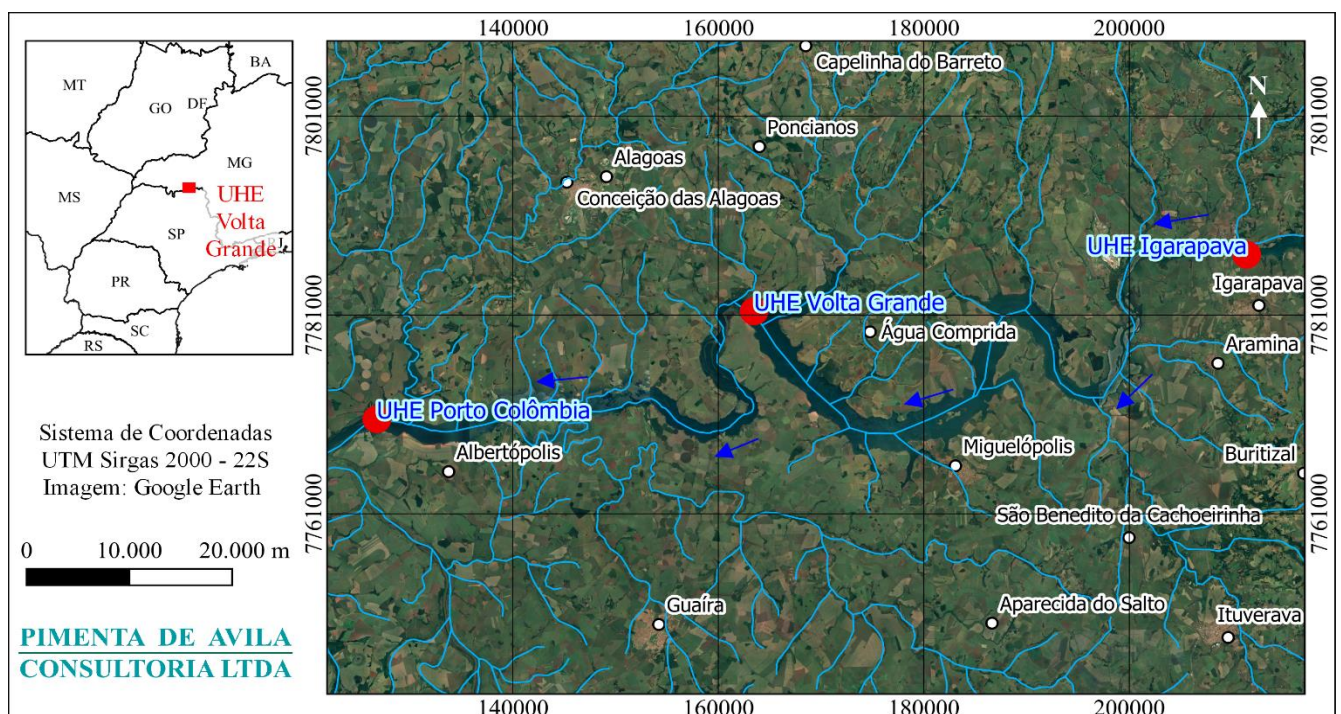 MT
BA
GO
DF
MG
MS
UHE
Volta
Grande
SP
RJ
PR
SC
RS
Sistema de Coordenadas
UTM Sirgas 2000 - 22S
Imagem: Google Earth
0 10.000 20.000 m
PIMENTA DE AVILA
CONSULTORIA LTDA
140000 160000 180000 200000
7801000
7781000
7761000
Capelinha do Barreto
N
Poncianos
Alagoas
Conceição das Alagoas
UHE Igarapava
Igarapava
UHE Volta Grande
Água Comprida
Aramina
UHE Porto Colômbia
Albertópolis
Miguelópolis
Buritizal
São Benedito da Cachoeirinha
Guaíra
Aparecida do Salto
Ituverava
7801000
7781000
7761000
140000 160000 180000 200000